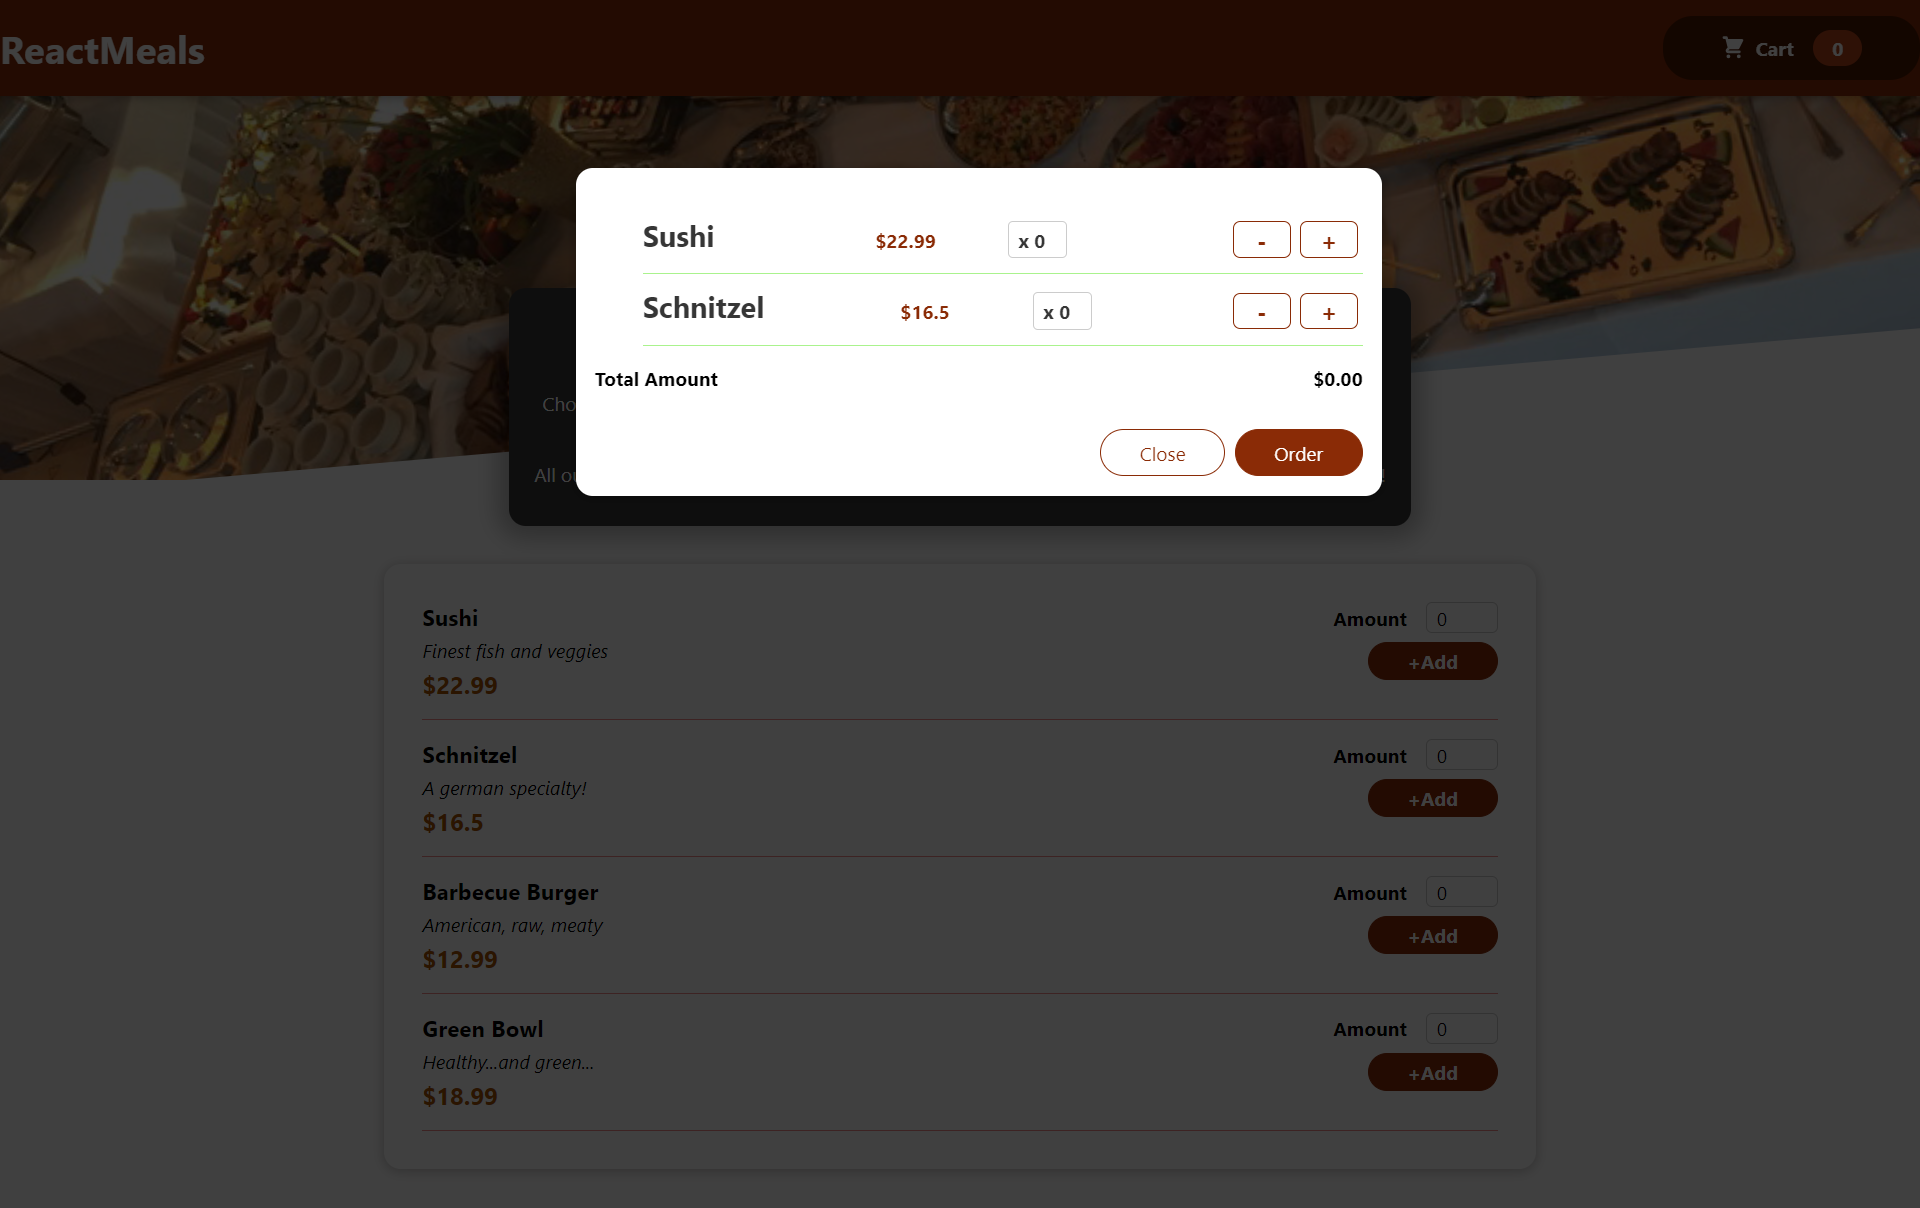 ReactMeals
Cart 0
Sushi $22.99 x 0 - +
Schnitzel $16.5 x 0 - +
Total Amount $0.00
Close Order
All
Sushi Amount 0
Finest fish and veggies +Add
$22.99
Schnitzel Amount 0
A german specialty! +Add
$16.5
Barbecue Burger Amount 0
American, raw, meaty +Add
$12.99
Green Bowl Amount 0
Healthy...and green... +Add
$18.99